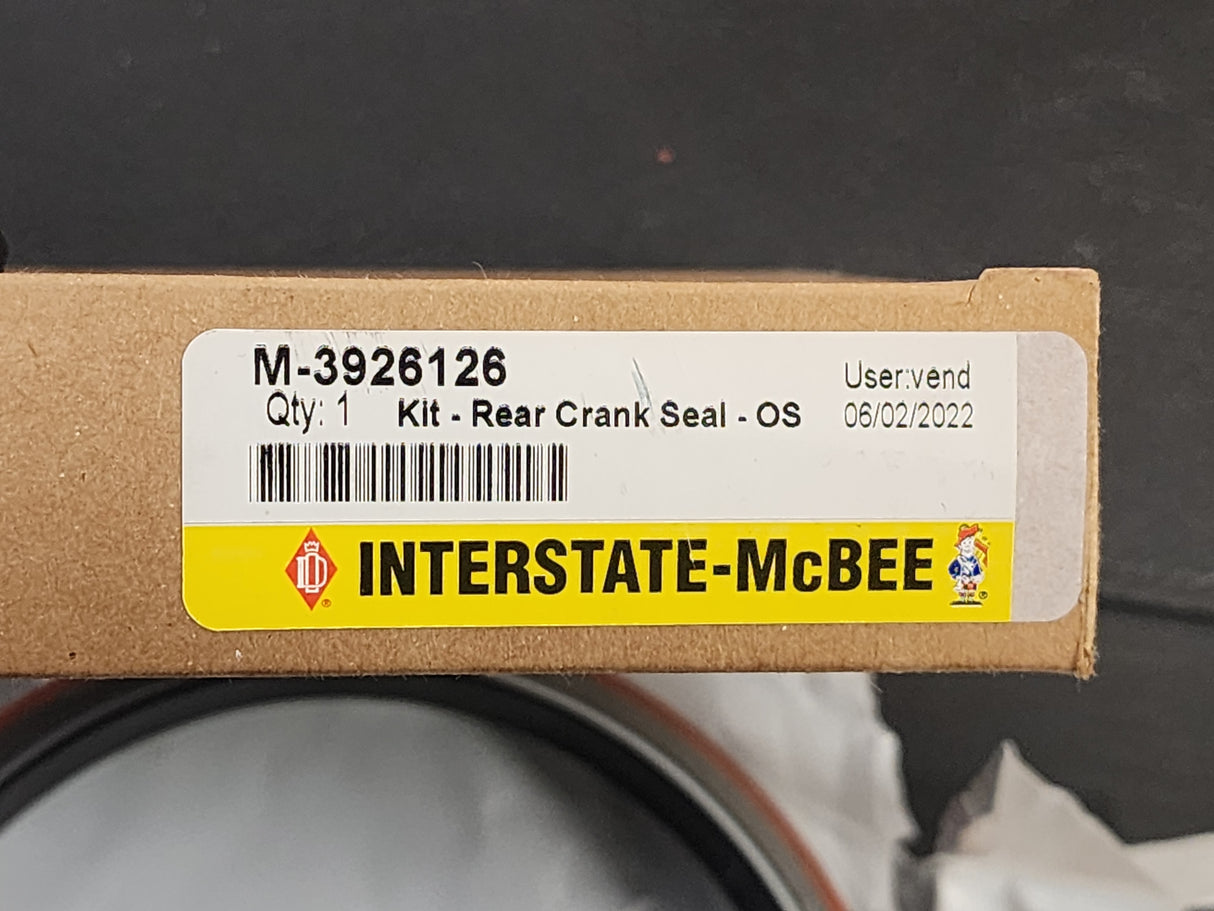 M-3926126
User:vend
Qty: 1 Kit - Rear Crank Seal - OS
06/02/2022
D
INTERSTATE-McBEE